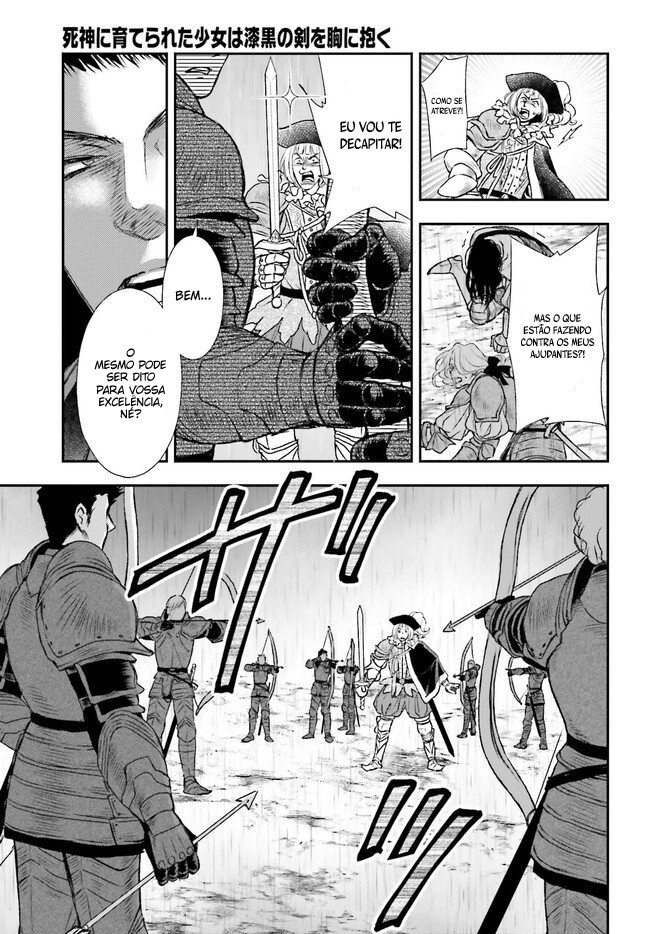 死神に育てられた少女は漆黒の剣を胸に抱く
COMO SE
ATREVE?!
EU VOU TE
DECAPITAR!
MAS O QUE
ESTÃO FAZENDO
CONTRA OS MEUS
AJUDANTES?!
BEM...
O
MESMO PODE
SER DITO
PARA VOSSA
EXCELÊNCIA,
NÉ?
ザッ
ッ